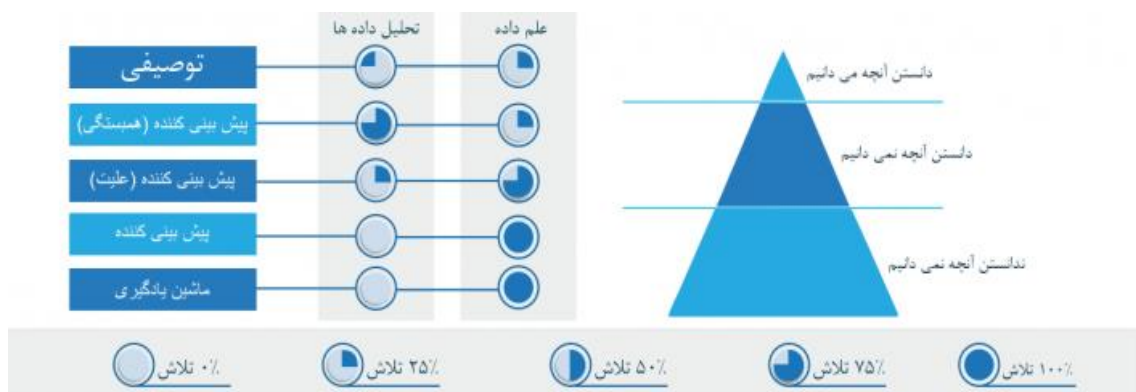 علم داده
تحلیل داده ها
توصیفی
پیش بینی کننده (همبستگی)
پیش بینی کننده (علیت)
پیش بینی کننده
ماشین یادگیری
دانستن آنچه می دانیم
دانستن آنچه نمی دانیم
ندانستن آنچه نمی دانیم
۱۰۰٪ تلاش
۷۵٪ تلاش
۵۰٪ تلاش
۲۵٪ تلاش
۰٪ تلاش